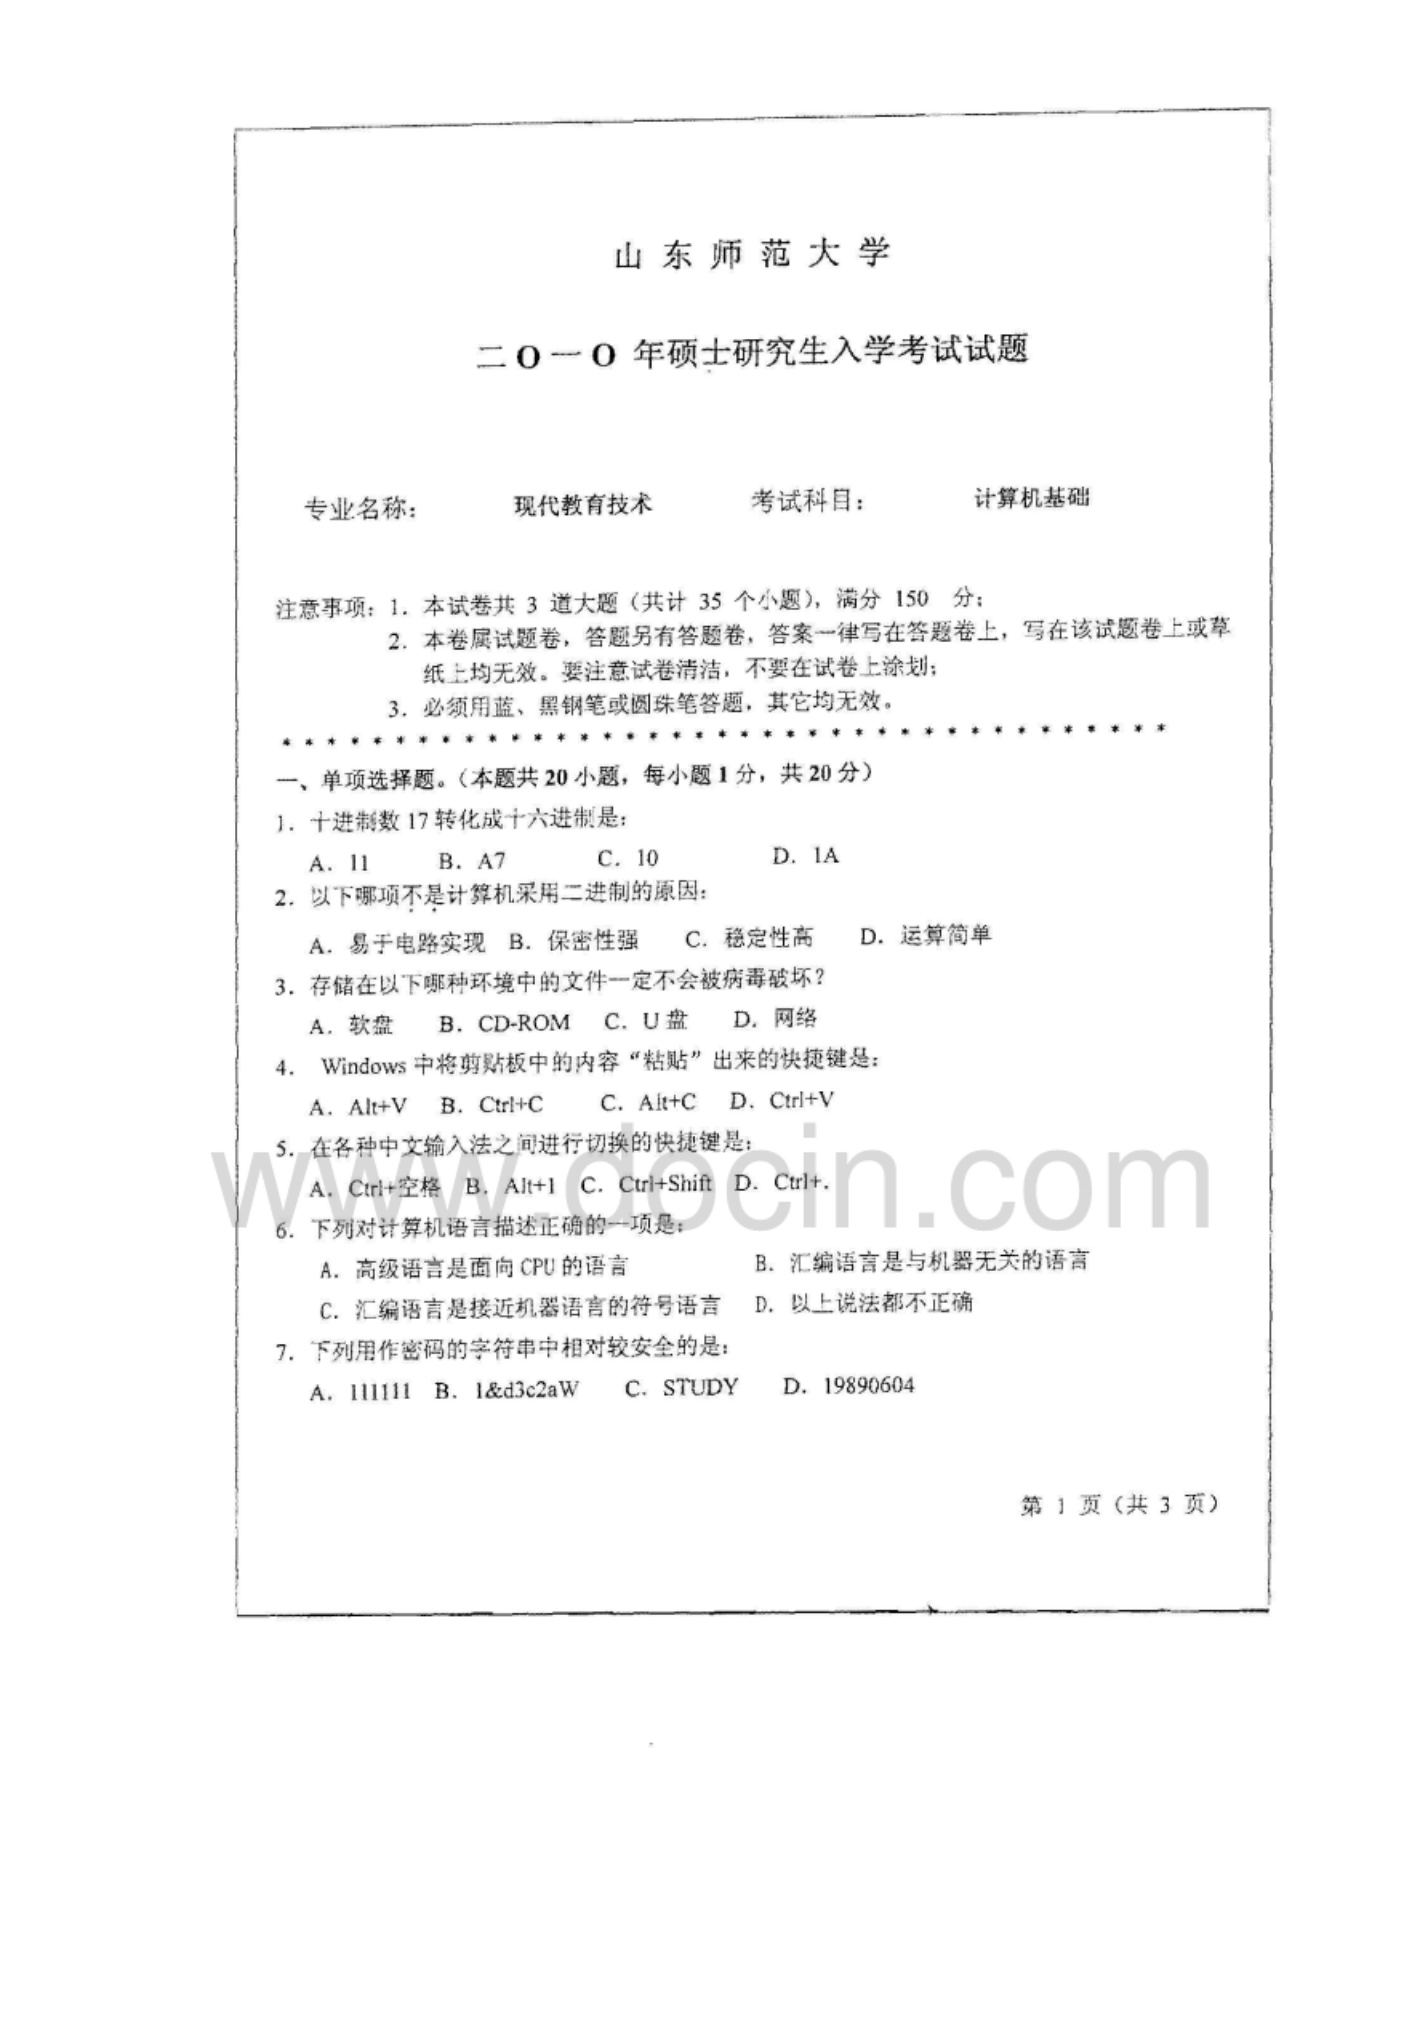 山东师范大学
二O一O 年硕士研究生入学考试试题
专业名称： 现代教育技术 考试科目： 计算机基础
注意事项：1．本试卷共 3 道大题（共计 35 个小题），满分 150 分；
2．本卷属试题卷，答题另有答题卷，答案一律写在答题卷上，写在该试题卷上或草
纸上均无效。要注意试卷清洁，不要在试卷上涂划；
3．必须用蓝、黑钢笔或圆珠笔答题，其它均无效。
* * * * * * * * * * * * * * * * * * * * * * * * * * * * * * * * * * * * * * *
一、单项选择题。（本题共 20 小题，每小题 1 分，共 20 分）
1．十进制数 17 转化成十六进制是：
A．11 B．A7 C．10 D．1A
2．以下哪项不是计算机采用二进制的原因：
A．易于电路实现 B．保密性强 C．稳定性高 D．运算简单
3．存储在以下哪种环境中的文件一定不会被病毒破坏？
A．软盘 B．CD-ROM C．U 盘 D．网络
4． Windows 中将剪贴板中的内容“粘贴”出来的快捷键是：
A．Alt+V B．Ctrl+C C．Alt+C D．Ctrl+V
5．在各种中文输入法之间进行切换的快捷键是：
A．Ctrl+空格 B．Alt+1 C．Ctrl+Shift D．Ctrl+.
6．下列对计算机语言描述正确的一项是：
A．高级语言是面向 CPU 的语言 B．汇编语言是与机器无关的语言
C．汇编语言是接近机器语言的符号语言 D．以上说法都不正确
7．下列用作密码的字符串中相对较安全的是：
A．111111 B．1&d3c2aW C．STUDY D．19890604
第 1 页（共 3 页）
www.docin.com